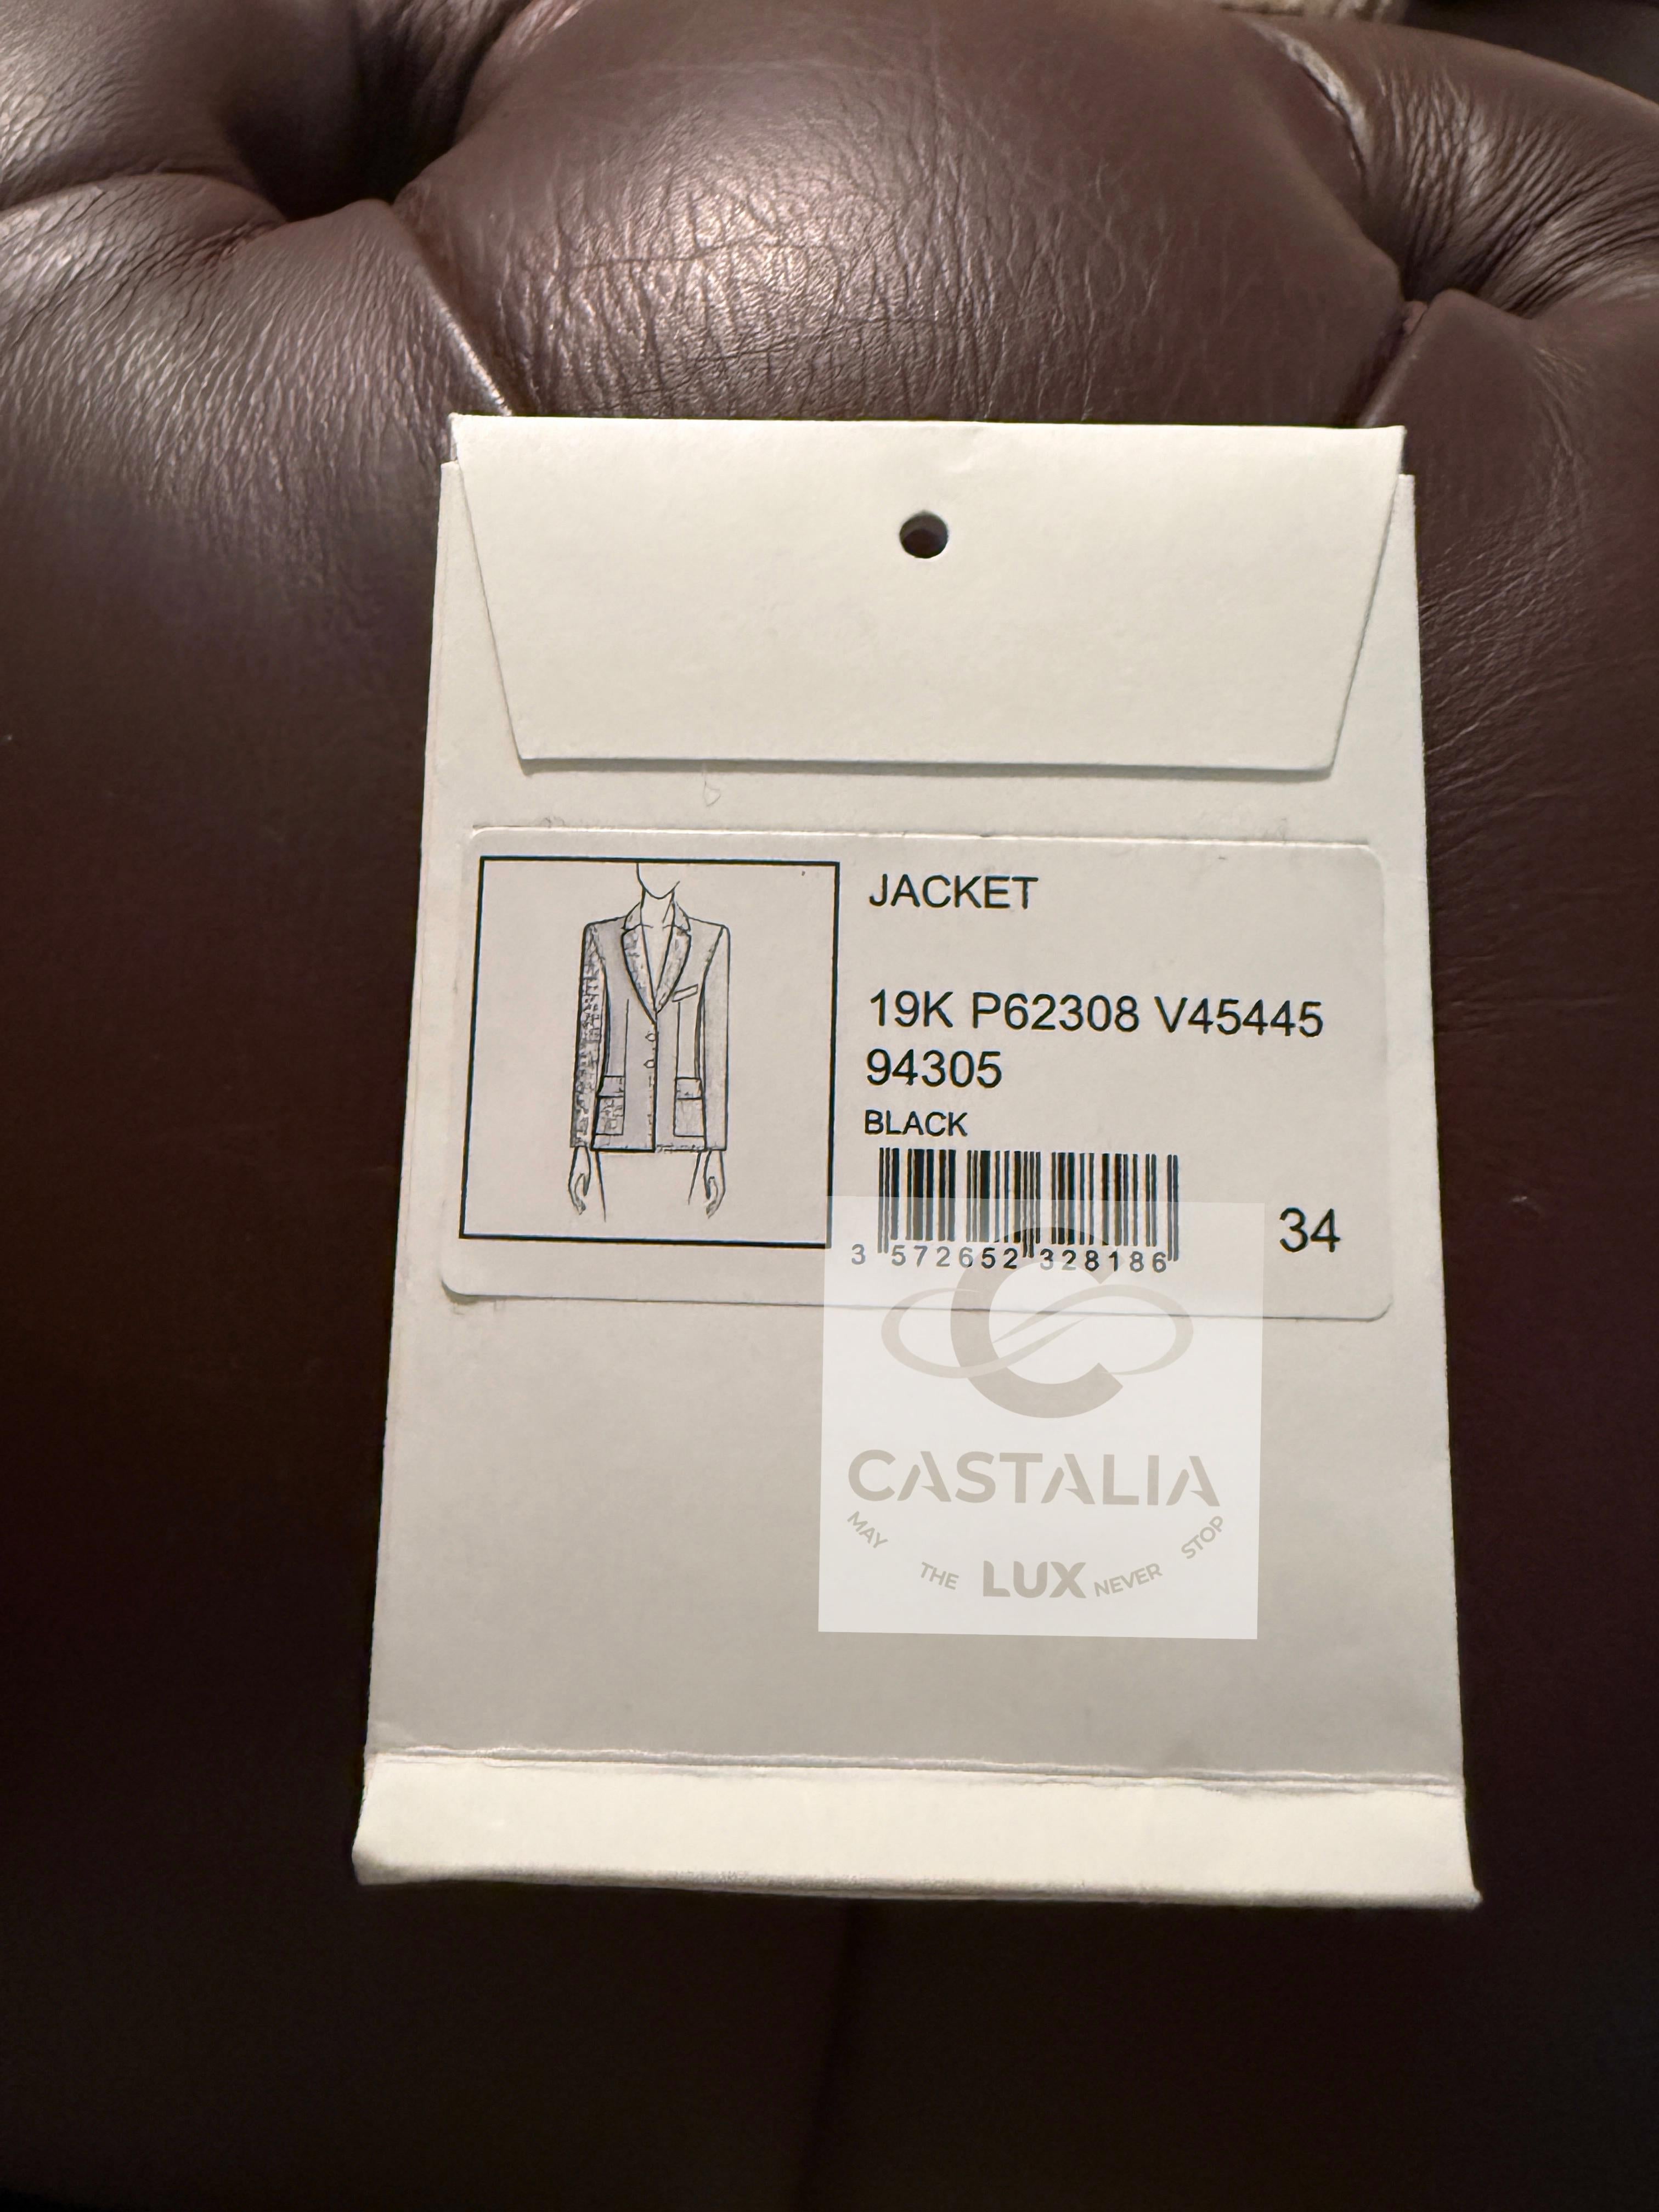 JACKET
19K P62308 V45445
94305
BLACK
3 572652 328186
34
CASTALIA
MAY THE LUX NEVER STOP